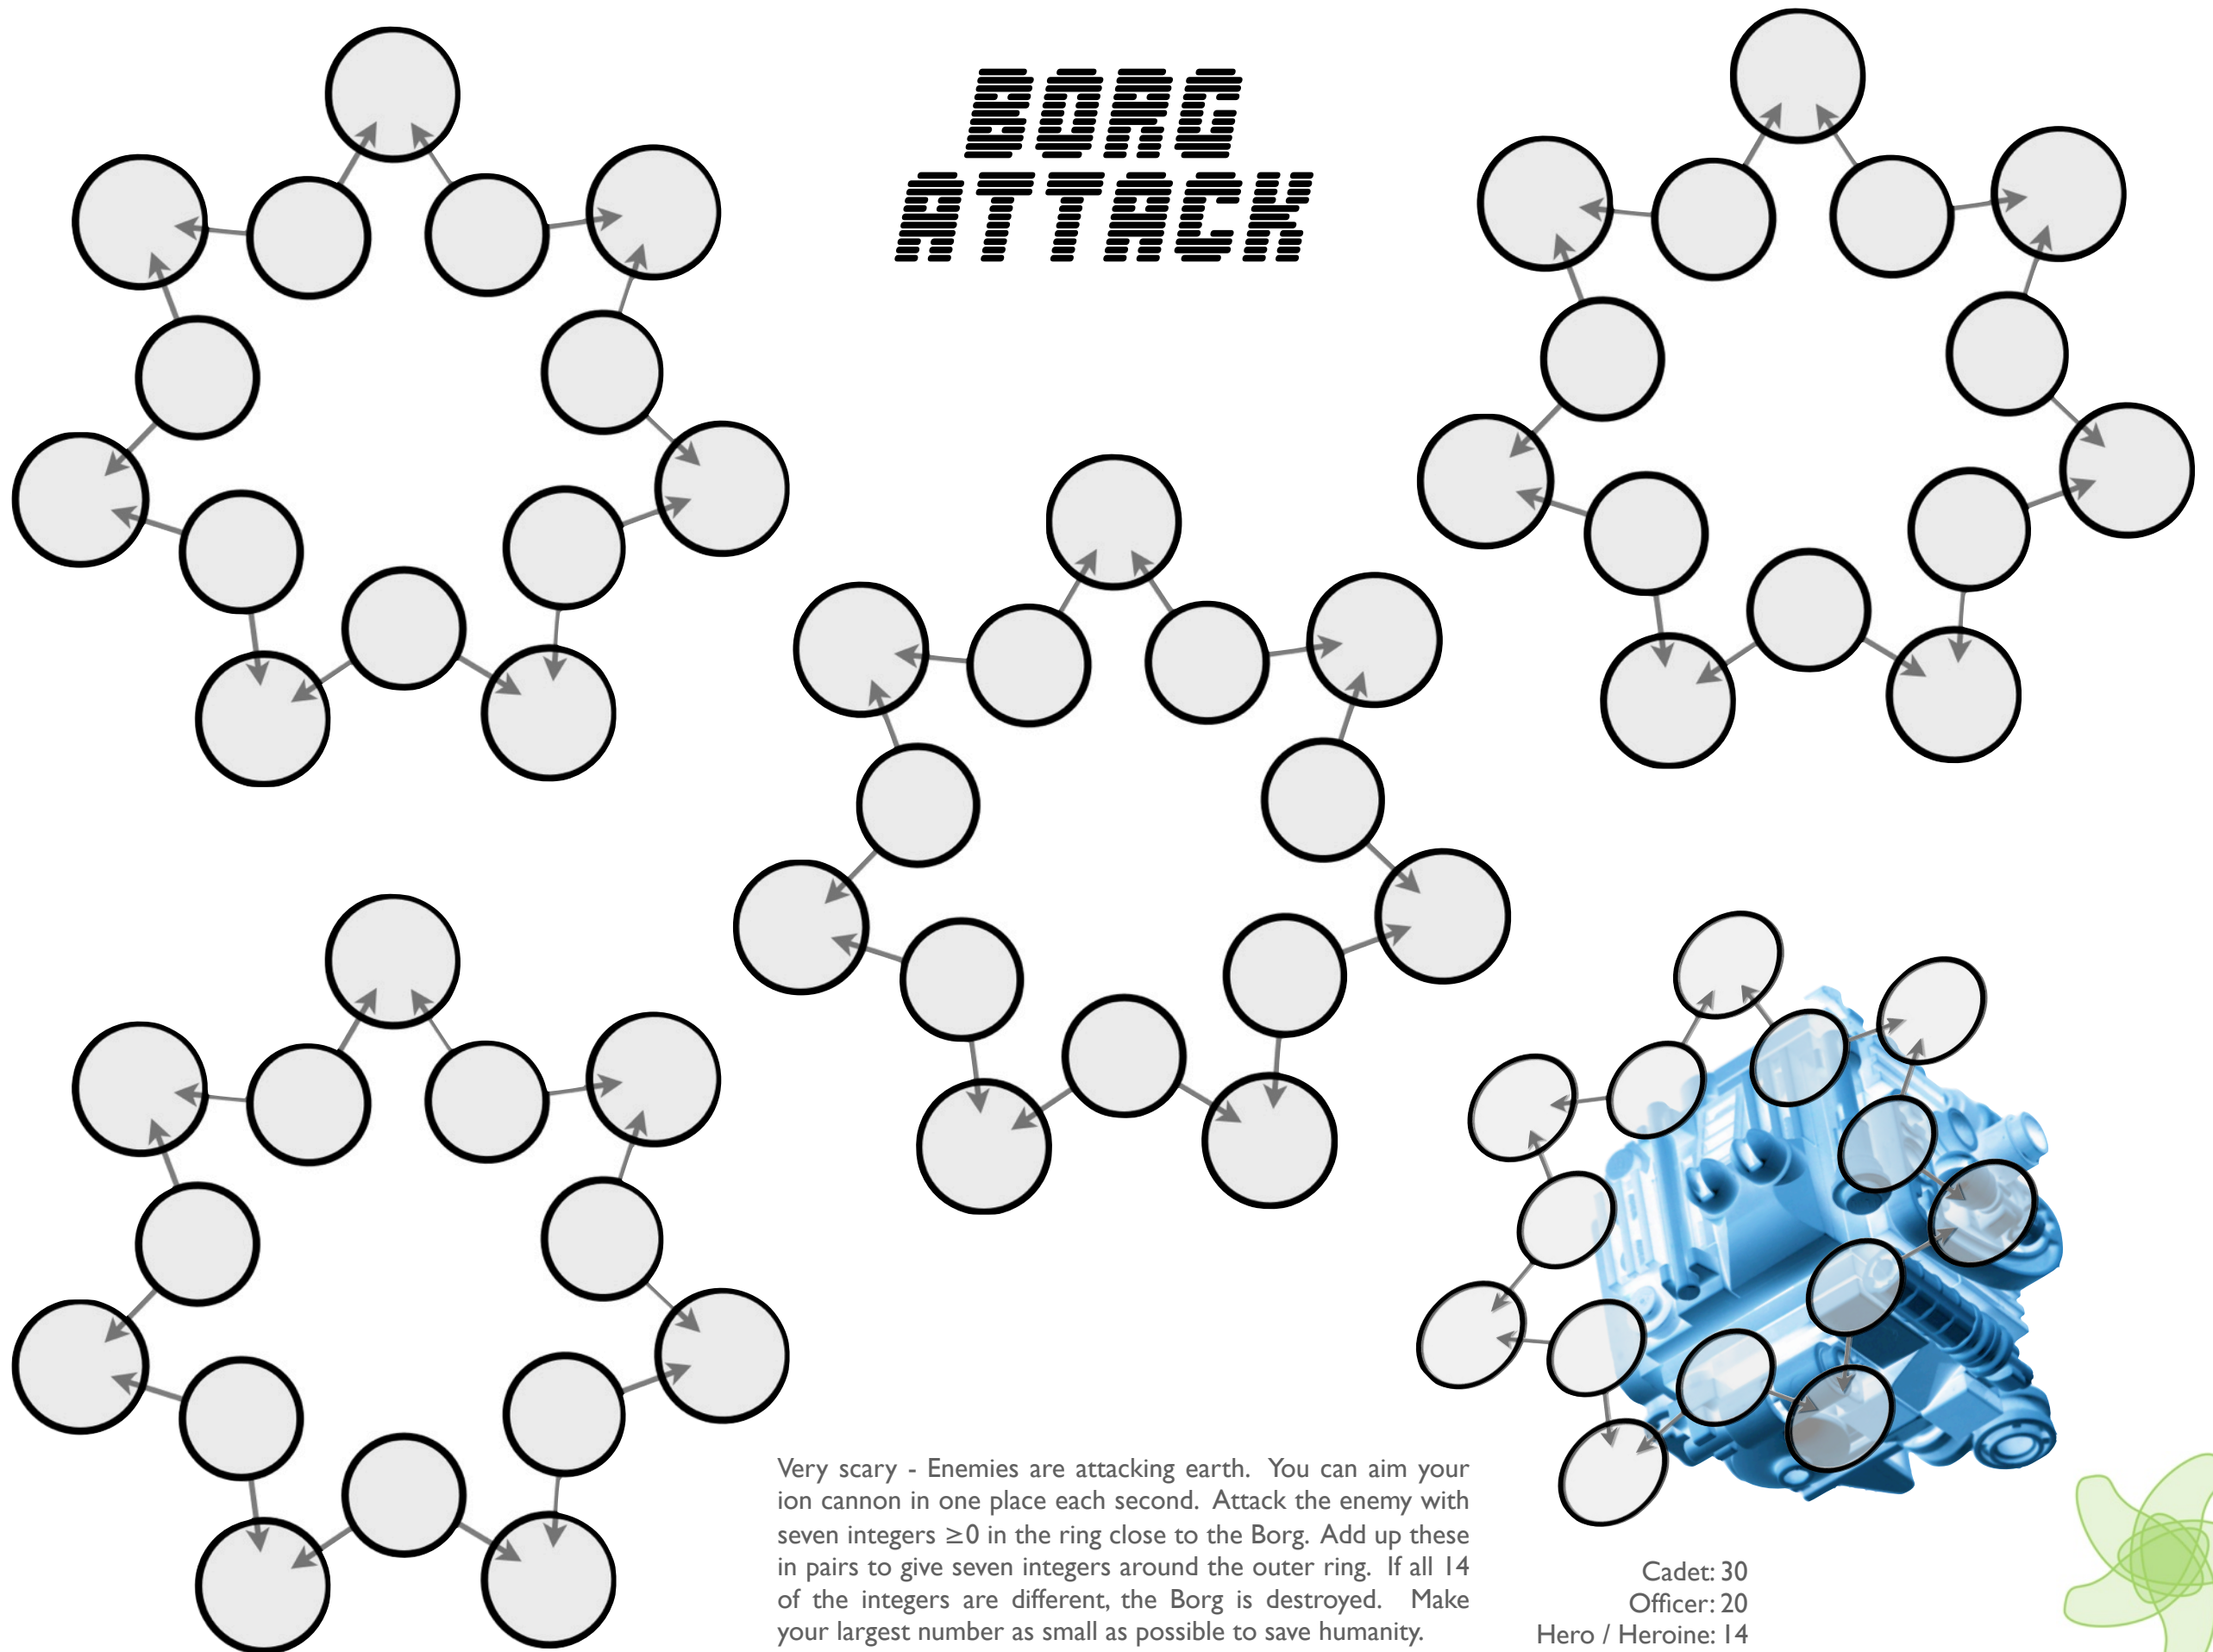 BORG
ATTACK
Very scary - Enemies are attacking earth. You can aim your
ion cannon in one place each second. Attack the enemy with
seven integers ≥0 in the ring close to the Borg. Add up these
in pairs to give seven integers around the outer ring. If all 14
of the integers are different, the Borg is destroyed. Make
your largest number as small as possible to save humanity.
Cadet: 30
Officer: 20
Hero / Heroine: 14